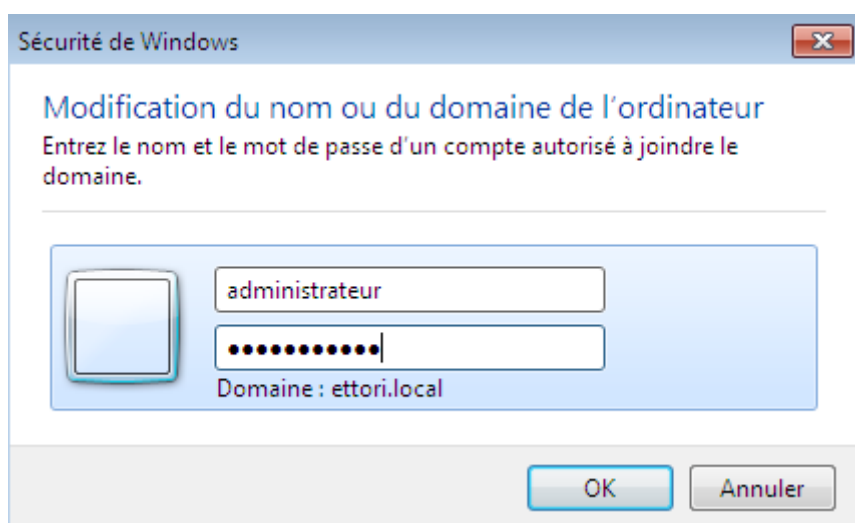 Sécurité de Windows
Modification du nom ou du domaine de l'ordinateur
Entrez le nom et le mot de passe d'un compte autorisé à joindre le
domaine.
administrateur
●●●●●●●●●●●
Domaine : ettori.local
OK Annuler